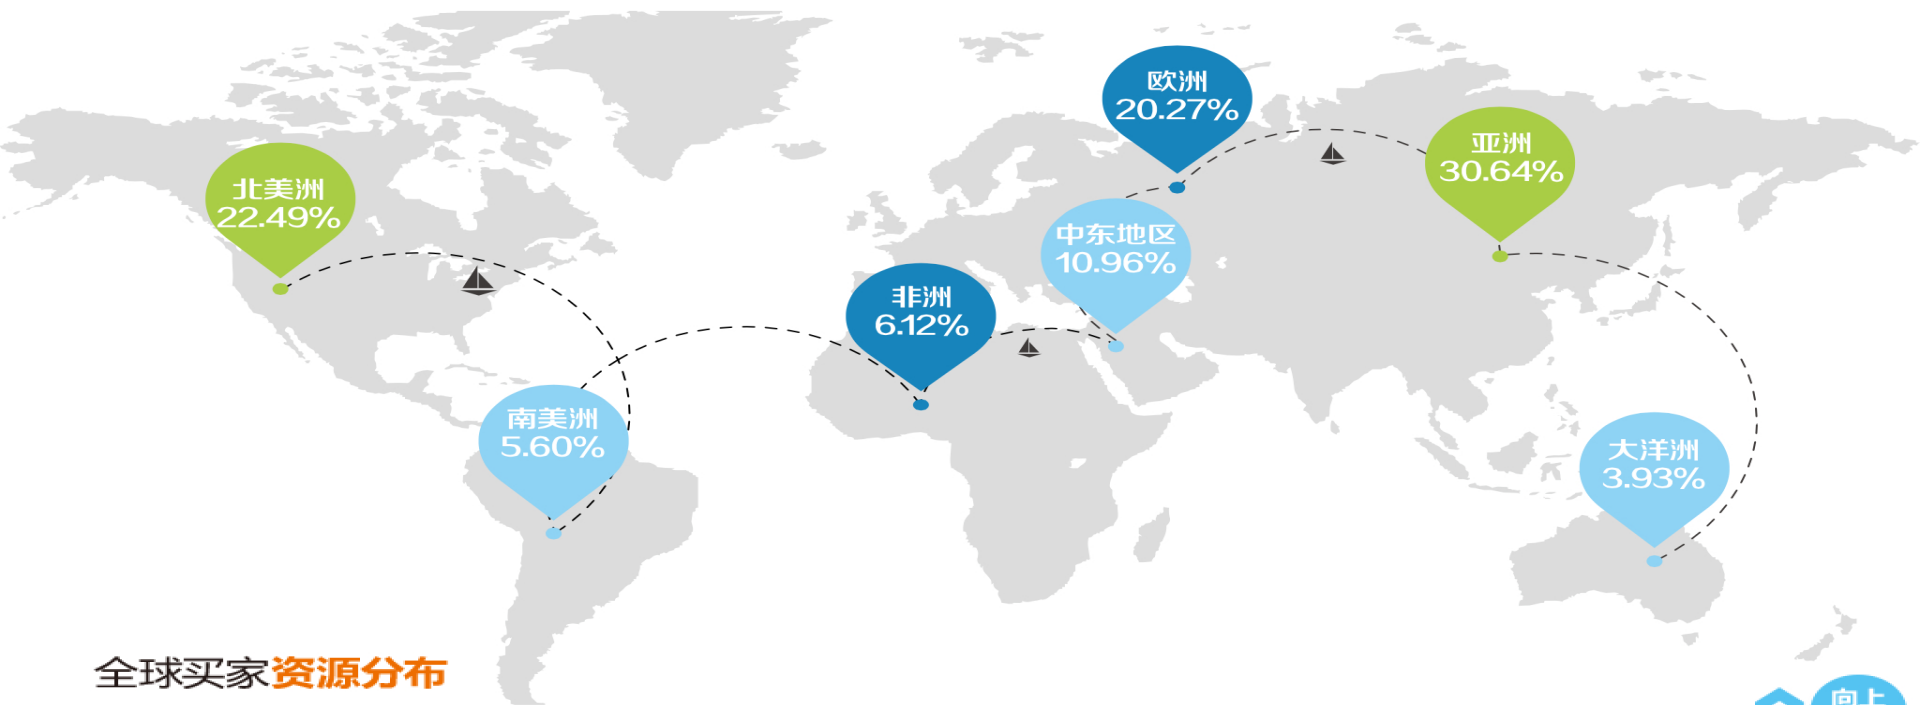 欧洲
20.27%
亚洲
30.64%
北美洲
22.49%
中东地区
10.96%
非洲
6.12%
南美洲
5.60%
大洋洲
3.93%
全球买家资源分布
向上